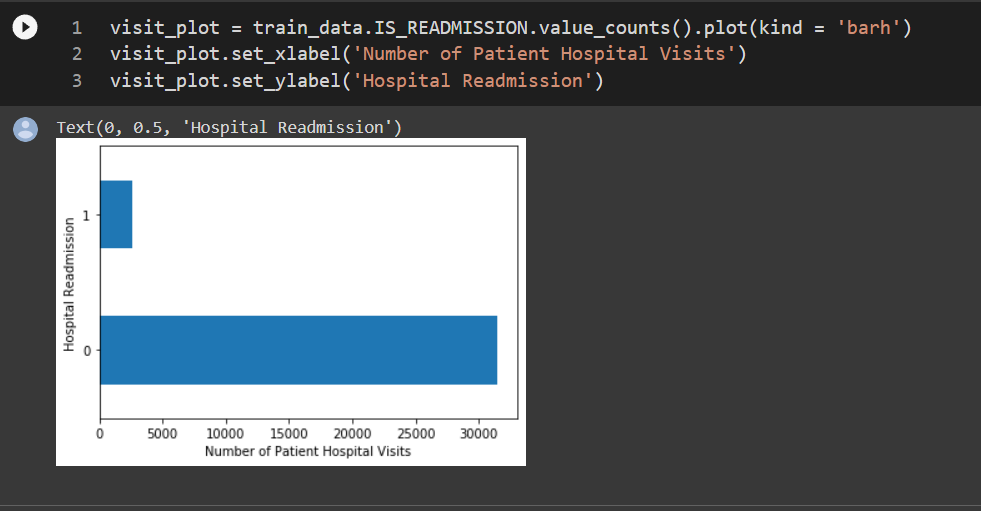 1 visit_plot = train_data.IS_READMISSION.value_counts().plot(kind = 'barh')
2 visit_plot.set_xlabel('Number of Patient Hospital Visits')
3 visit_plot.set_ylabel('Hospital Readmission')
Text(0, 0.5, 'Hospital Readmission')
Hospital Readmission
1
0
0 5000 10000 15000 20000 25000 30000
Number of Patient Hospital Visits